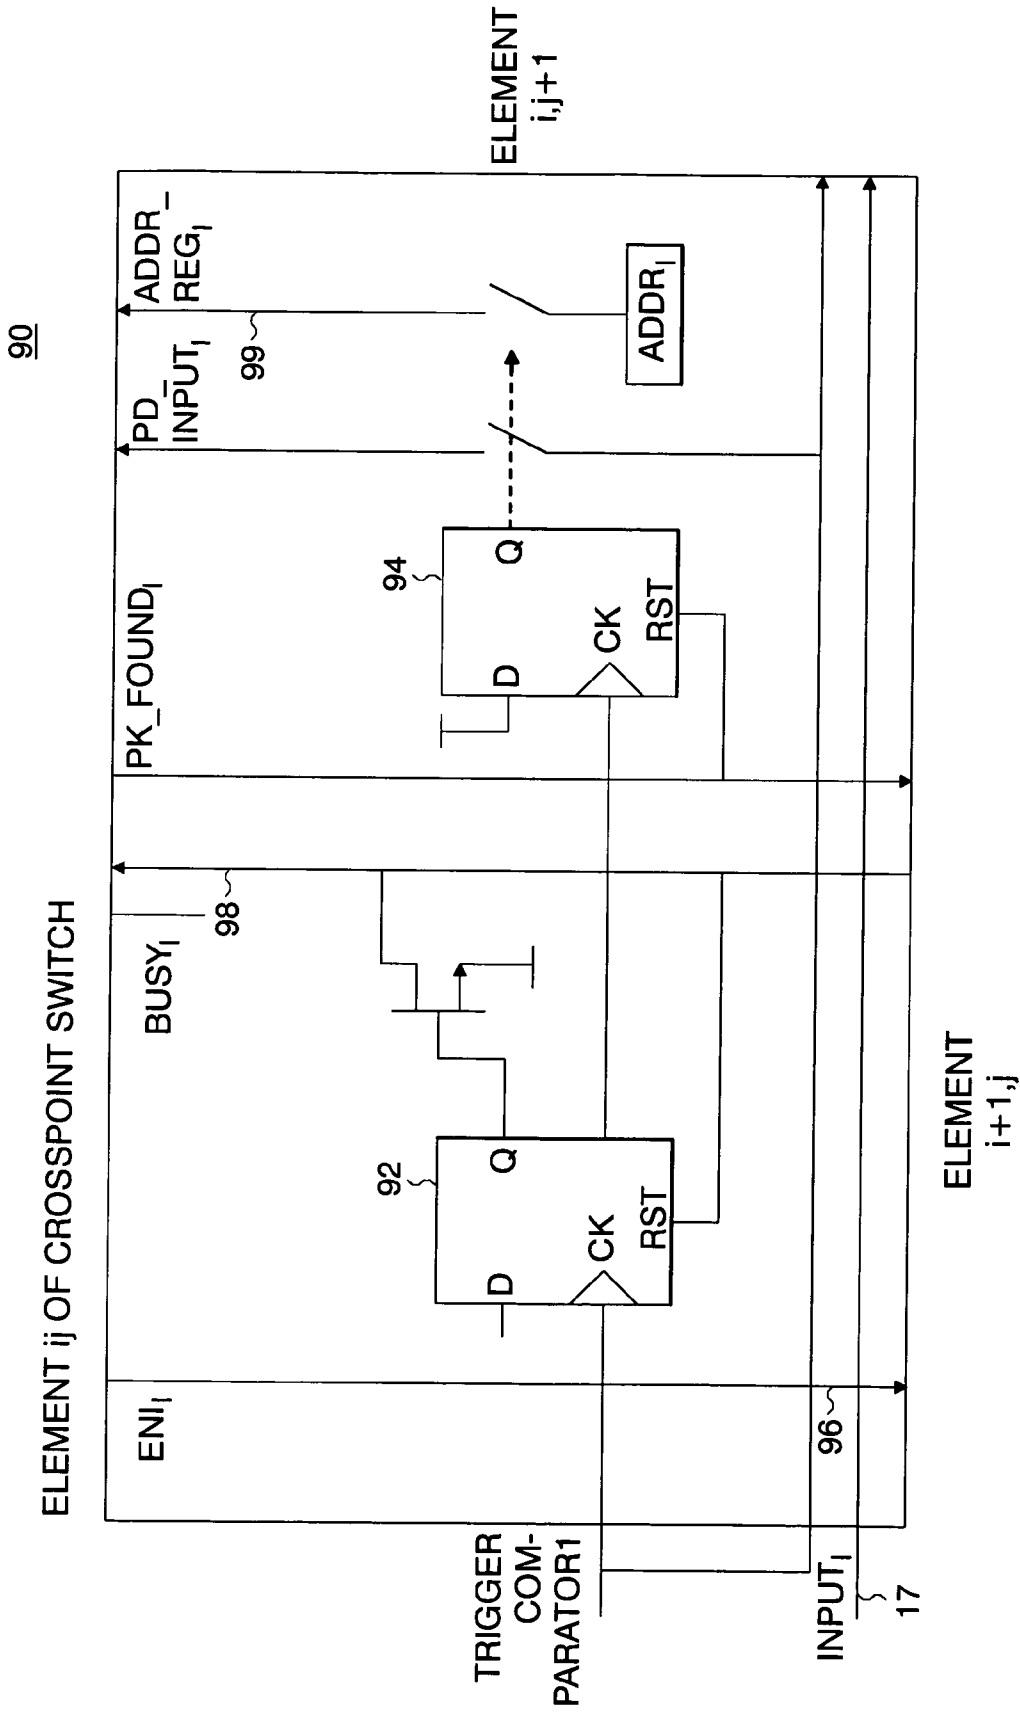 90
ELEMENT ij OF CROSSPOINT SWITCH
ENI_I
BUSY_I
98
PK_FOUND_I
PD_
INPUT_I
ADDR_
REG_I
99
92
D
Q
CK
RST
94
D
Q
CK
RST
ADDR_I
TRIGGER
COM-
PARATOR1
INPUT_I
17
96
ELEMENT
i+1,j
ELEMENT
i,j+1